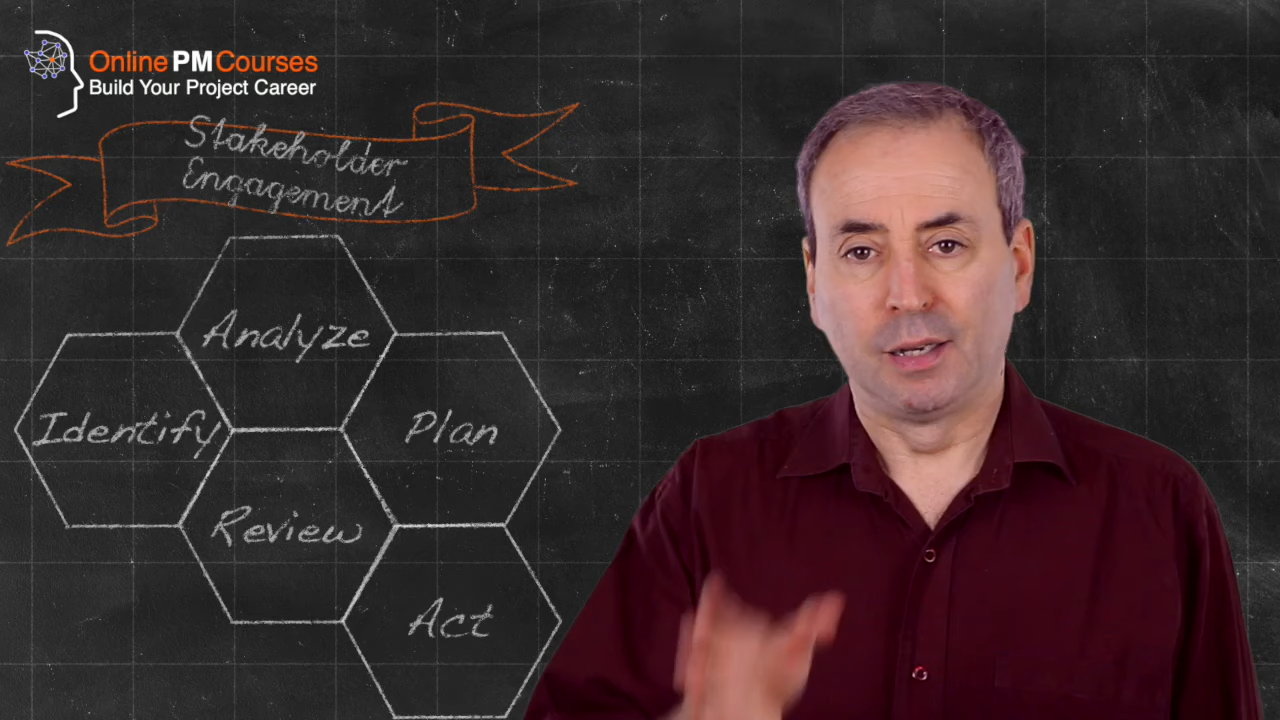 Online PM Courses
Build Your Project Career
Stakeholder
Engagement
Analyze
Identify
Plan
Review
Act